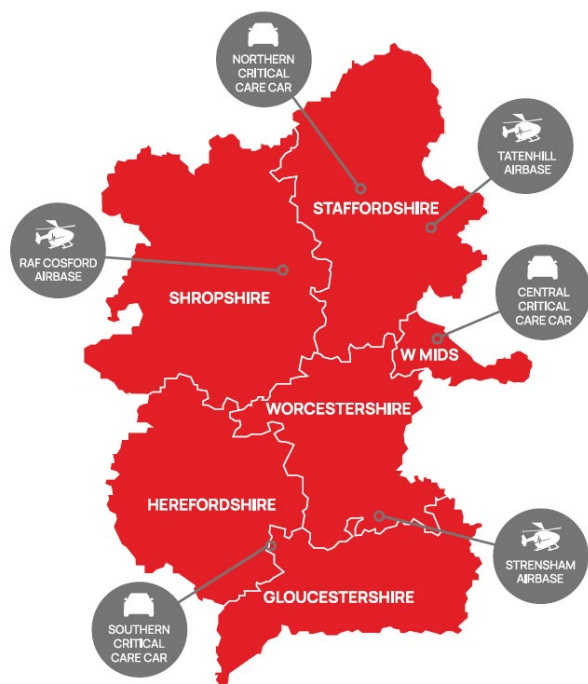 NORTHERN
CRITICAL
CARE CAR
TATENHILL
AIRBASE
STAFFORDSHIRE
RAF COSFORD
AIRBASE
SHROPSHIRE
CENTRAL
CRITICAL
CARE CAR
W MIDS
WORCESTERSHIRE
HEREFORDSHIRE
STRENSHAM
AIRBASE
GLOUCESTERSHIRE
SOUTHERN
CRITICAL
CARE CAR